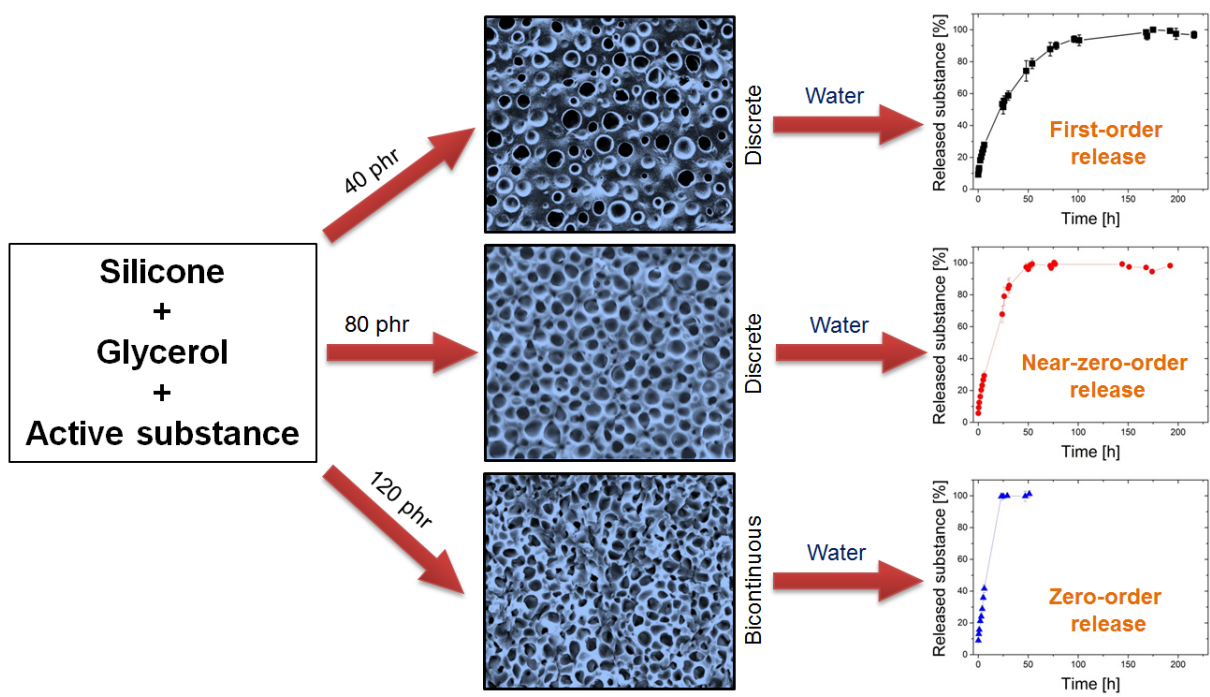 Silicone
+
Glycerol
+
Active substance
40 phr
80 phr
120 phr
Discrete
Water
Released substance [%]
100
80
60
40
20
0
First-order
release
0
50
100
150
200
Time [h]
Discrete
Water
Released substance [%]
100
80
60
40
20
0
Near-zero-order
release
0
50
100
150
200
Time [h]
Bicontinuous
Water
Released substance [%]
100
80
60
40
20
0
Zero-order
release
0
50
100
150
200
Time [h]